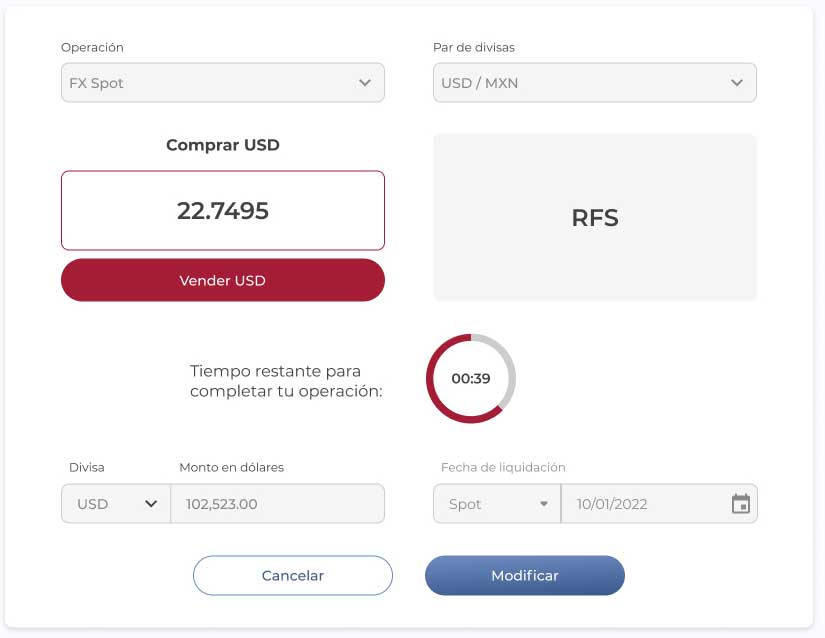 Operación
Par de divisas
FX Spot
USD / MXN
Comprar USD
22.7495
RFS
Vender USD
Tiempo restante para
completar tu operación:
00:39
Divisa
Monto en dólares
Fecha de liquidación
USD
102,523.00
Spot
10/01/2022
Cancelar
Modificar